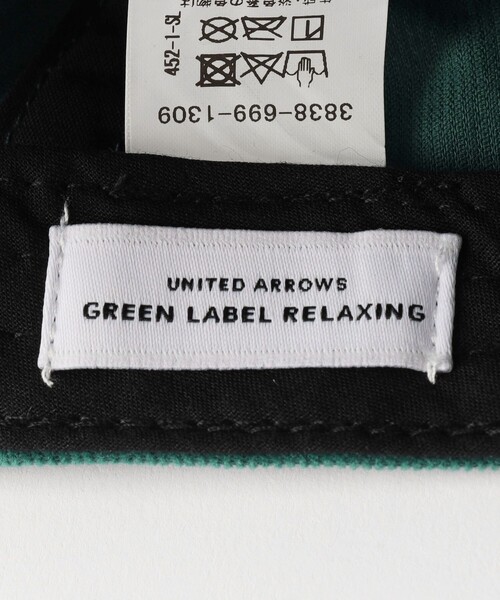 452-1-SL
3838-699-1309
UNITED ARROWS
GREEN LABEL RELAXING